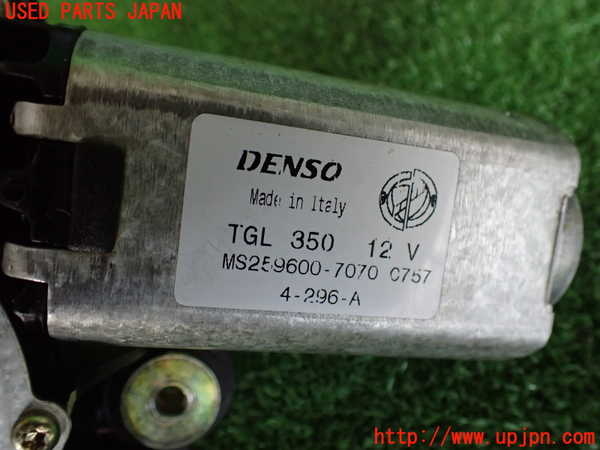 USED PARTS JAPAN
DENSO
Made in Italy
TGL 350 12 V
MS259600-7070 C757
4-296-A
http://www.upjpn.com